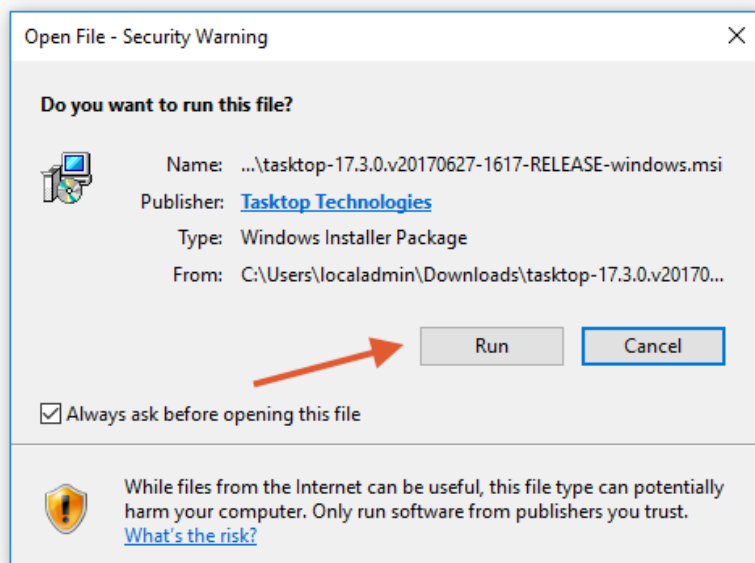 Open File - Security Warning
Do you want to run this file?
Name: ...\tasktop-17.3.0.v20170627-1617-RELEASE-windows.msi
Publisher: Tasktop Technologies
Type: Windows Installer Package
From: C:\Users\localadmin\Downloads\tasktop-17.3.0.v20170...
Run Cancel
Always ask before opening this file
While files from the Internet can be useful, this file type can potentially
harm your computer. Only run software from publishers you trust.
What's the risk?